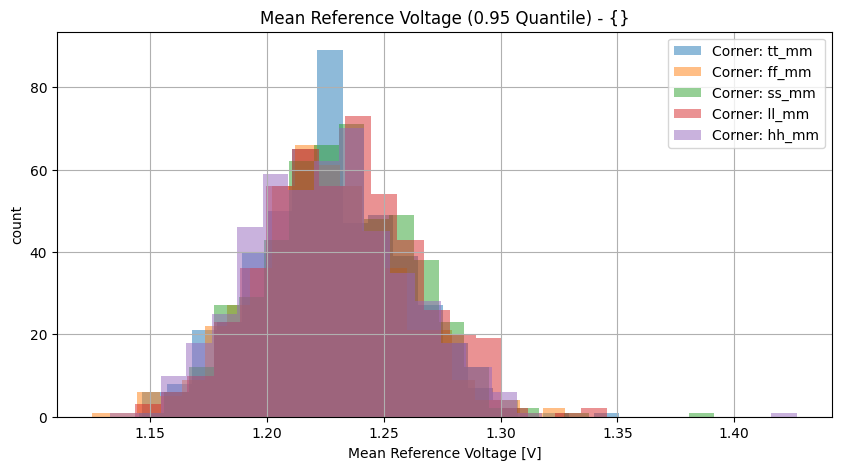 Mean Reference Voltage (0.95 Quantile) - {}
Corner: tt_mm
Corner: ff_mm
Corner: ss_mm
Corner: ll_mm
Corner: hh_mm
80
60
40
20
0
count
1.15 1.20 1.25 1.30 1.35 1.40
Mean Reference Voltage [V]